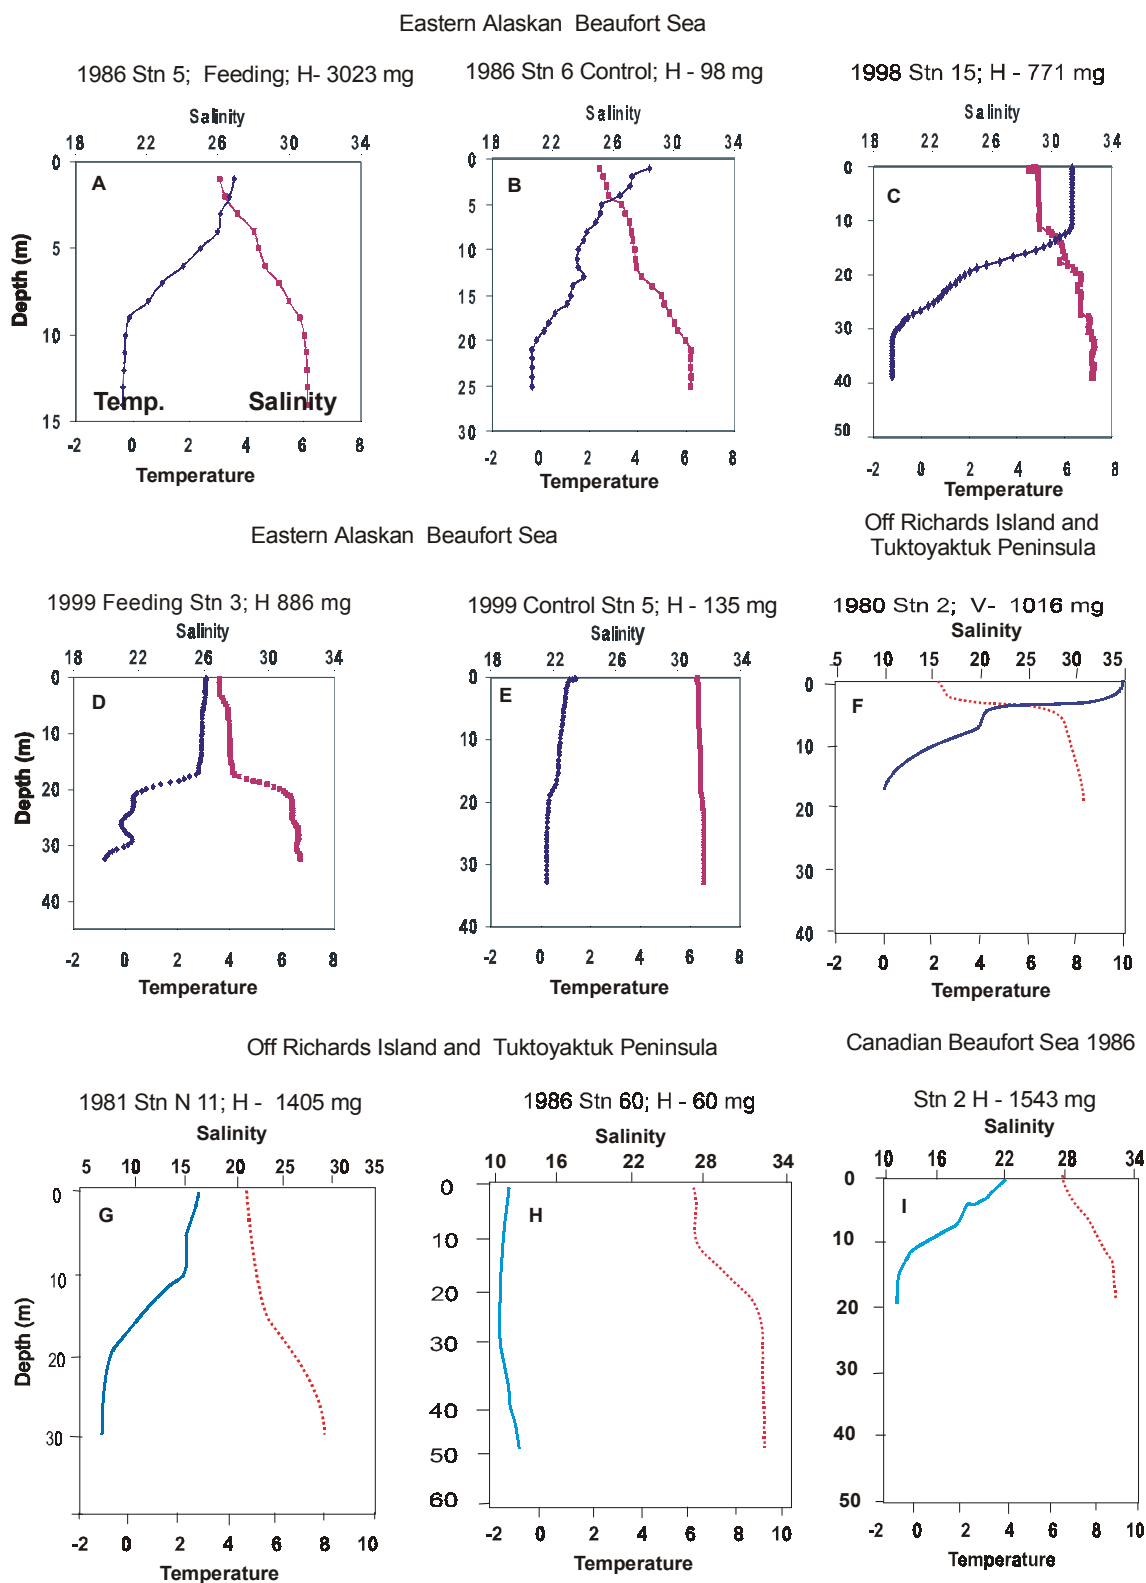 Eastern Alaskan Beaufort Sea
1986 Stn 5; Feeding; H- 3023 mg
1986 Stn 6 Control; H - 98 mg
1998 Stn 15; H - 771 mg
Salinity
Salinity
Salinity
18 22 26 30 34
18 22 26 30 34
19 24 29 34
0
5
10
15
Depth (m)
A
Temp.
Salinity
-2 0 2 4 6 8
Temperature
0
5
10
15
20
25
30
B
-2 0 2 4 6 8
Temperature
0
10
20
30
40
50
C
-2 0 2 4 6 8
Temperature
Eastern Alaskan Beaufort Sea
Off Richards Island and
Tuktoyaktuk Peninsula
1999 Feeding Stn 3; H 886 mg
1999 Control Stn 5; H - 135 mg
1980 Stn 2; V- 1016 mg
Salinity
Salinity
Salinity
18 22 26 30 34
18 22 26 30 34
5 10 15 20 25 30 35
0
10
20
30
40
Depth (m)
D
-2 0 2 4 6 8
Temperature
0
10
20
30
40
E
-2 0 2 4 6 8
Temperature
0
10
20
30
40
F
-2 0 2 4 6 8 10
Temperature
Off Richards Island and Tuktoyaktuk Peninsula
Canadian Beaufort Sea 1986
1981 Stn N 11; H - 1405 mg
1986 Stn 60; H - 60 mg
Stn 2 H - 1543 mg
Salinity
Salinity
Salinity
5 10 15 21 25 30 35
10 16 22 28 34
10 16 22 28 34
0
10
20
30
Depth (m)
G
-2 0 2 4 6 8 10
Temperature
0
10
20
30
40
50
60
H
-2 0 2 4 6 8 10
Temperature
0
10
20
30
40
50
I
-2 0 2 4 6 8 10
Temperature